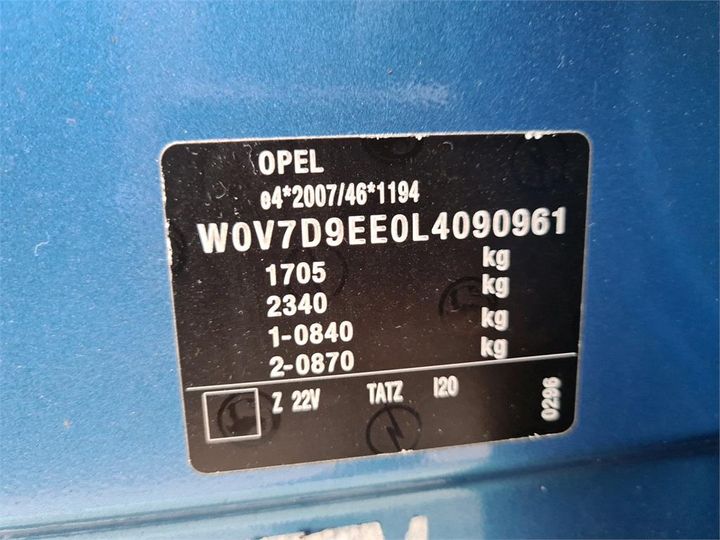 OPEL
e4*2007/46*1194
W0V7D9EE0L4090961
1705 kg
2340 kg
1-0840 kg
2-0870 kg
Z 22V TATZ I20
0296